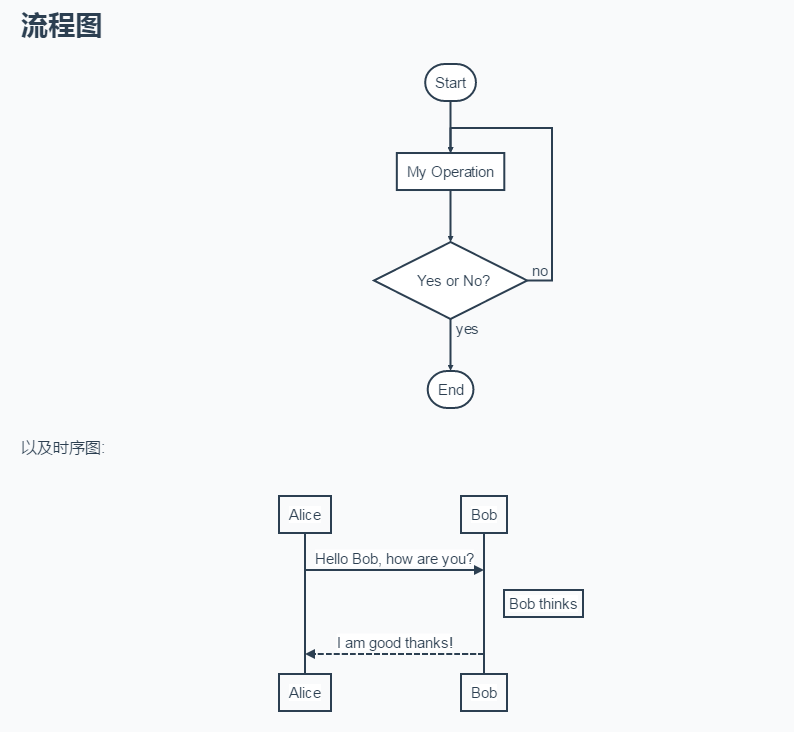 流程图
Start
My Operation
Yes or No?
no
yes
End
以及时序图:
Alice
Bob
Hello Bob, how are you?
Bob thinks
I am good thanks!
Alice
Bob